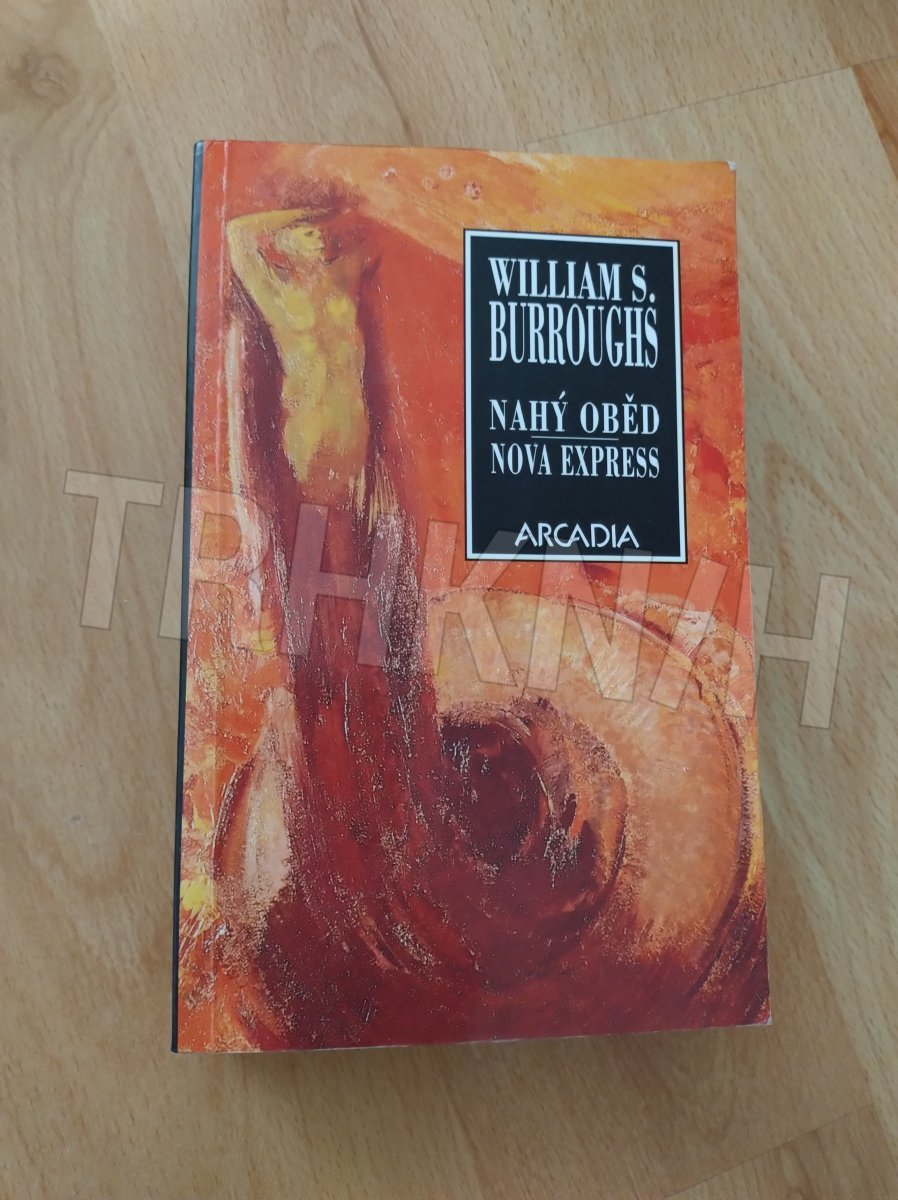 WILLIAM S.
BURROUGHS
NAHÝ OBĚD
NOVA EXPRESS
ARCADIA
TRHKNIH